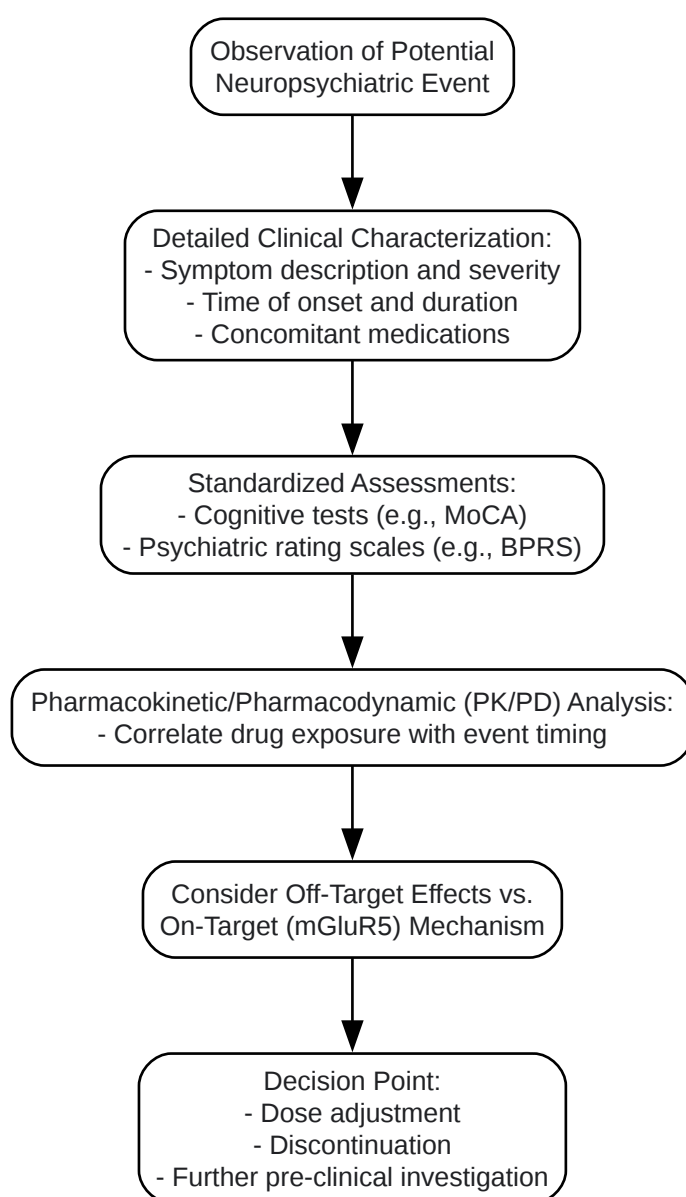 Observation of Potential
Neuropsychiatric Event
Detailed Clinical Characterization:
- Symptom description and severity
- Time of onset and duration
- Concomitant medications
Standardized Assessments:
- Cognitive tests (e.g., MoCA)
- Psychiatric rating scales (e.g., BPRS)
Pharmacokinetic/Pharmacodynamic (PK/PD) Analysis:
- Correlate drug exposure with event timing
Consider Off-Target Effects vs.
On-Target (mGluR5) Mechanism
Decision Point:
- Dose adjustment
- Discontinuation
- Further pre-clinical investigation